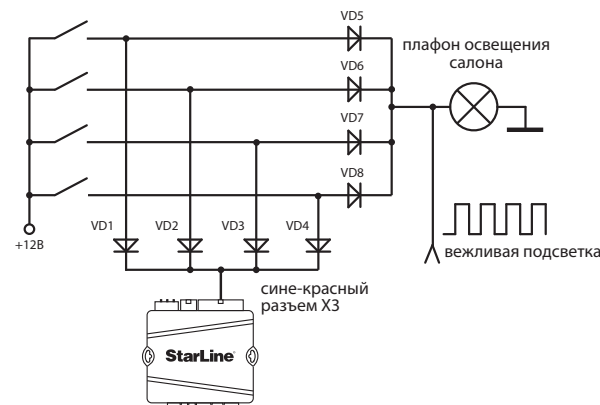 VD5
плафон освещения
салона
VD6
VD7
VD8
VD1
VD2
VD3
VD4
+12В
вежливая подсветка
сине-красный
разъем X3
StarLine